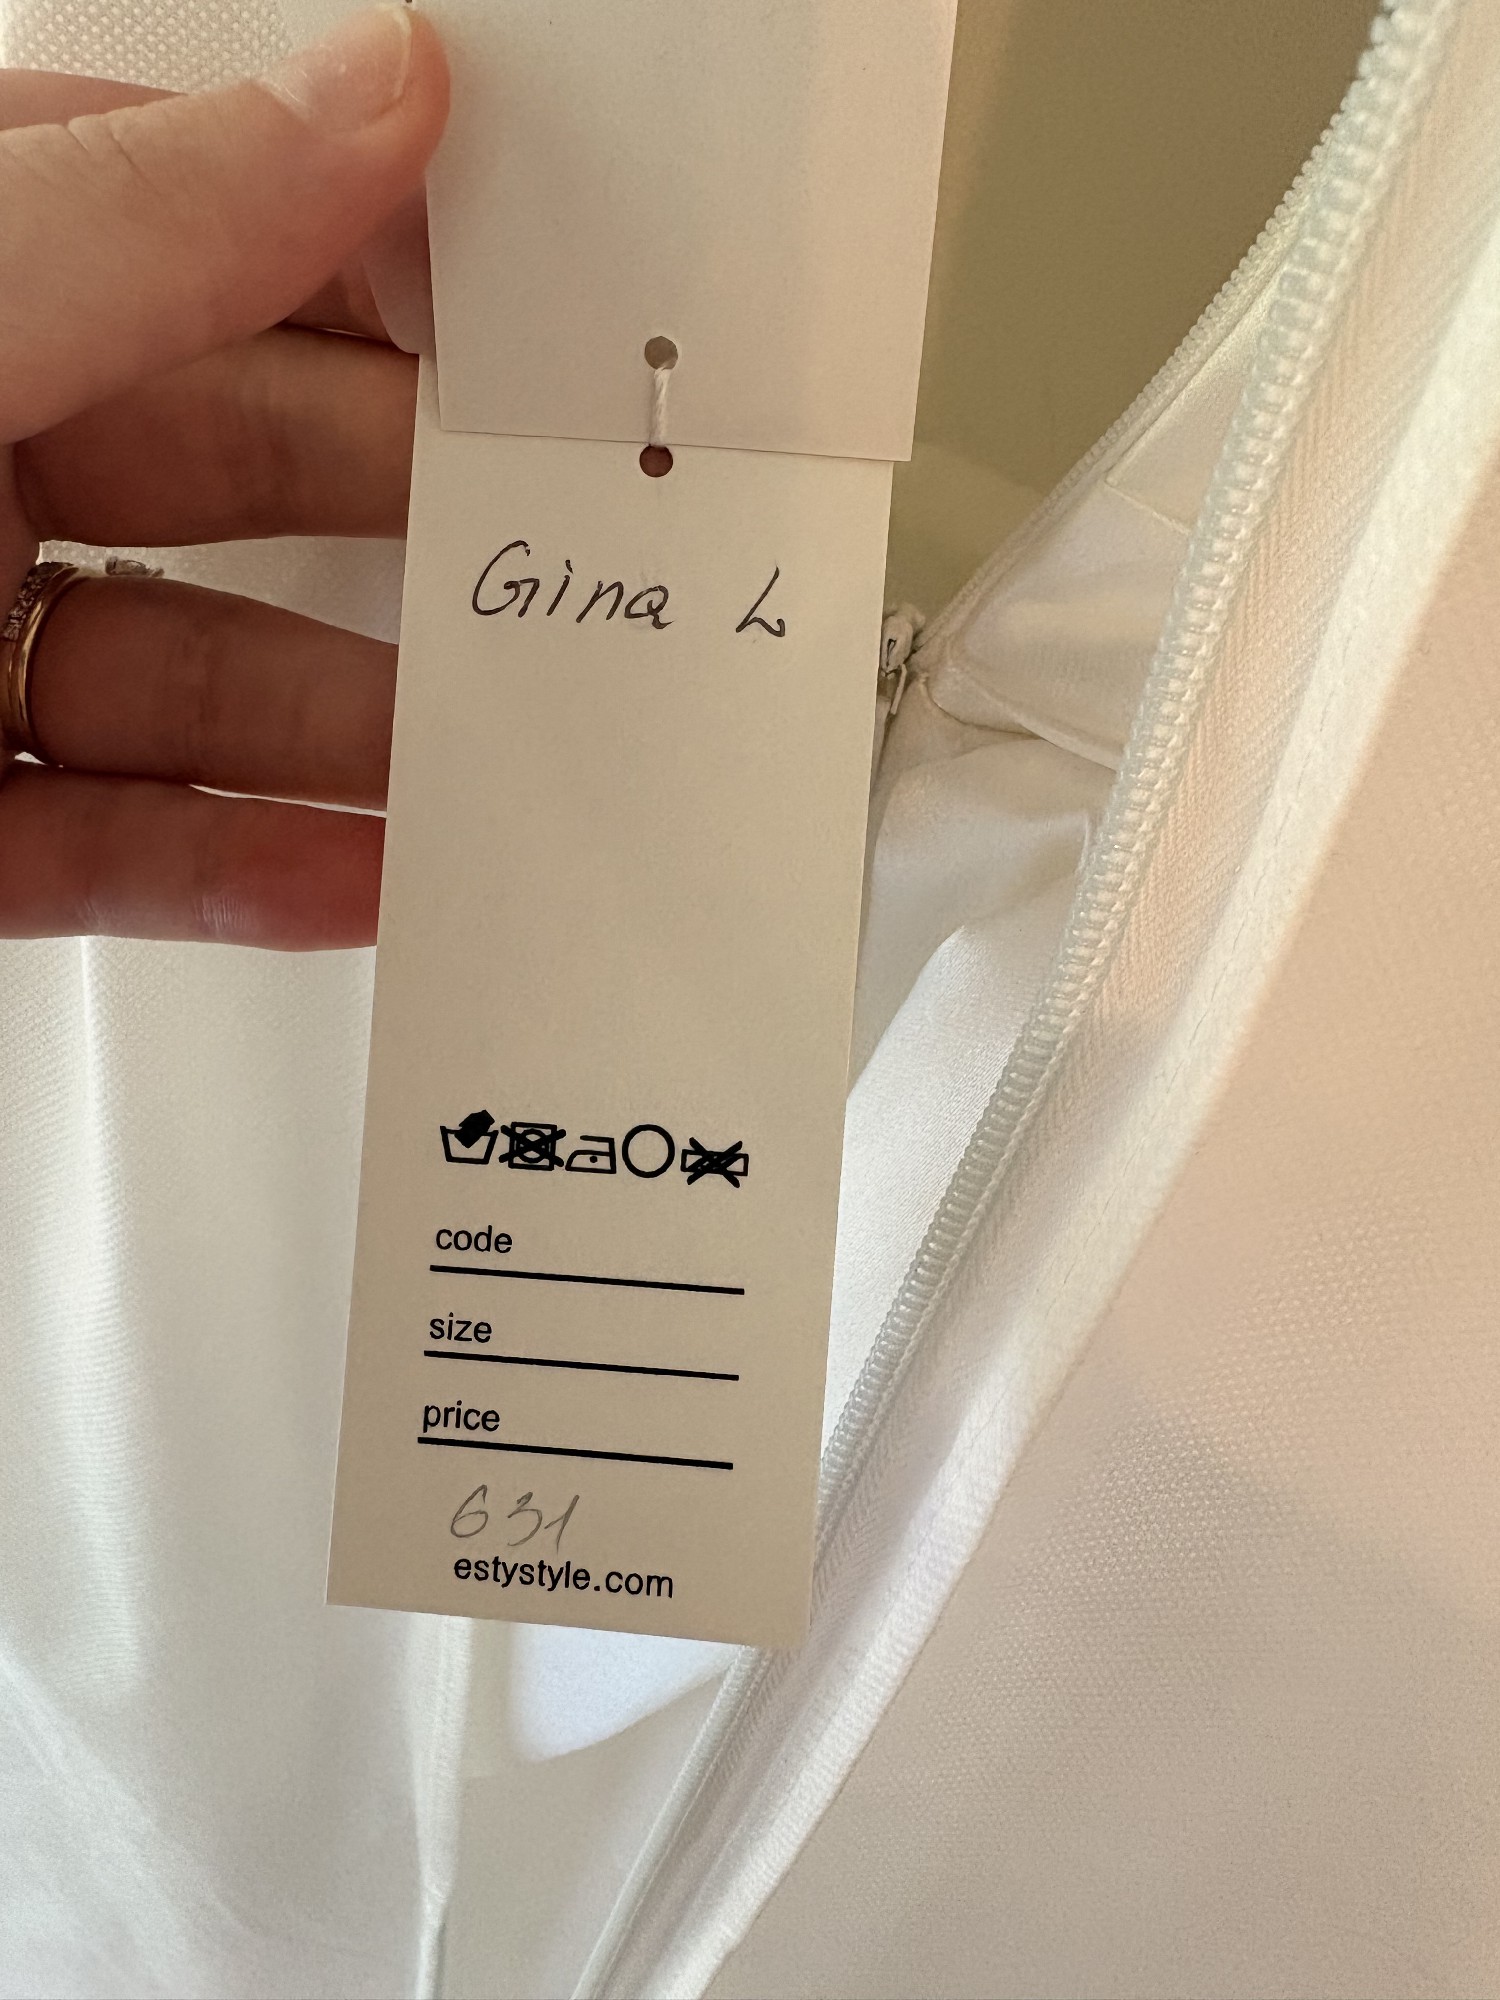 Gina L
code
size
price
631
estystyle.com